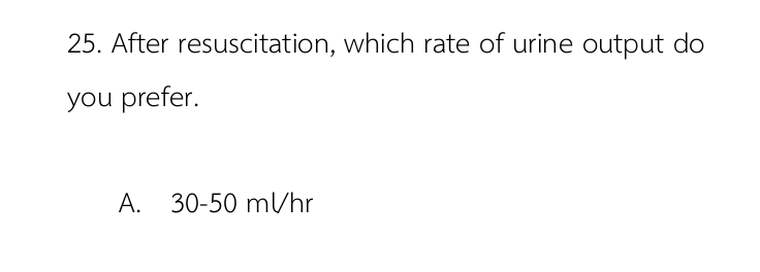 25. After resuscitation, which rate of urine output do
you prefer.
A. 30-50 ml/hr